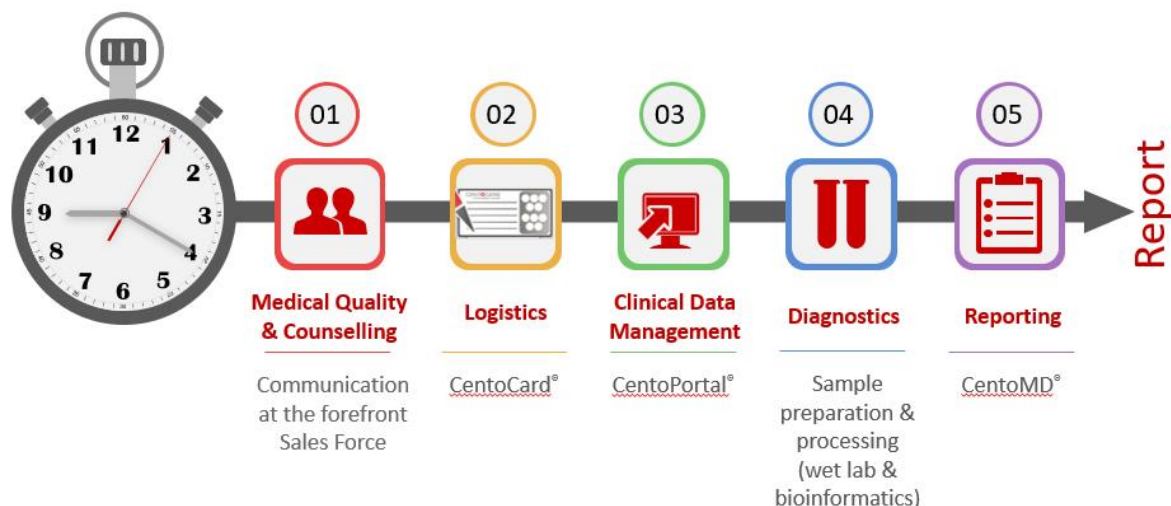 12
1
2
3
4
5
6
7
8
9
10
11
01
02
03
04
05
Medical Quality
& Counselling
Communication
at the forefront
Sales Force
Logistics
CentoCard®
Clinical Data
Management
CentoPortal®
Diagnostics
Sample
preparation &
processing
(wet lab &
bioinformatics)
Reporting
CentoMD®
Report